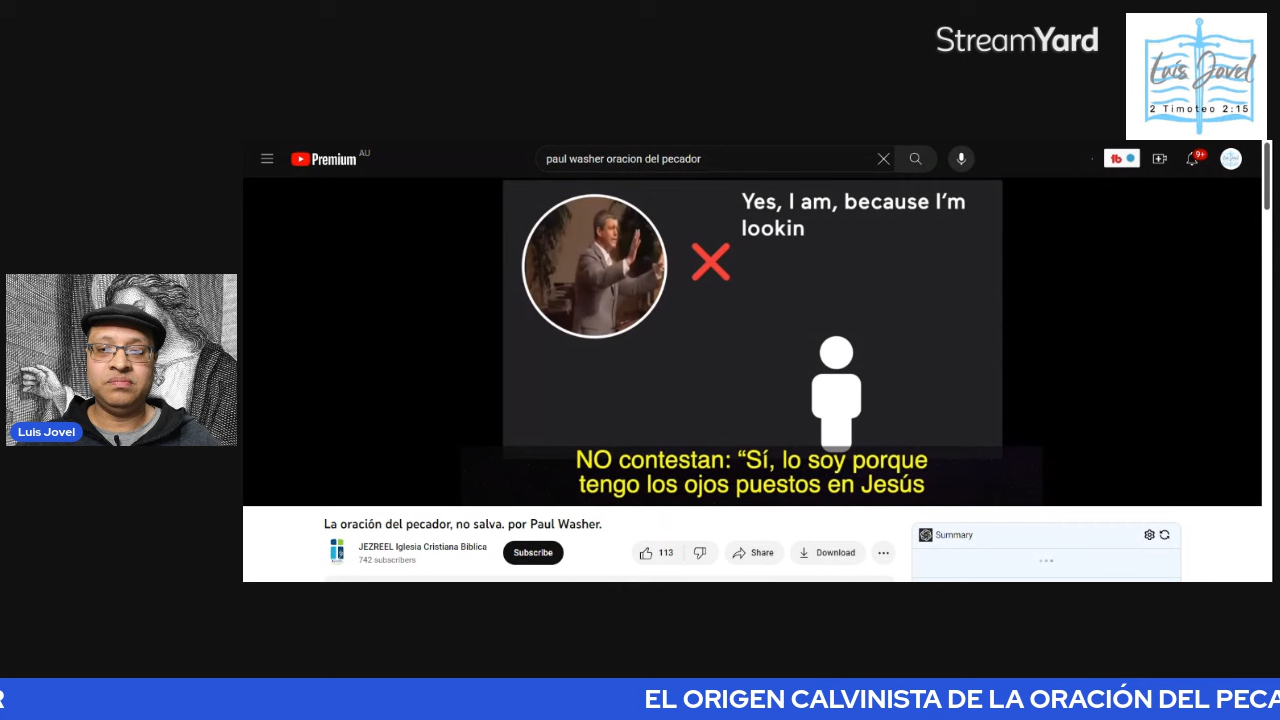 StreamYard
Luis Jovel
2 Timoteo 2:15
Premium AU
paul washer oracion del pecador
9+
Yes, I am, because I'm
lookin
NO contestan: “Sí, lo soy porque
tengo los ojos puestos en Jesús
Luis Jovel
La oración del pecador, no salva. por Paul Washer.
JEZREEL Iglesia Cristiana Bíblica
742 subscribers
Subscribe
113
Share
Download
Summary
R
EL ORIGEN CALVINISTA DE LA ORACIÓN DEL PECA